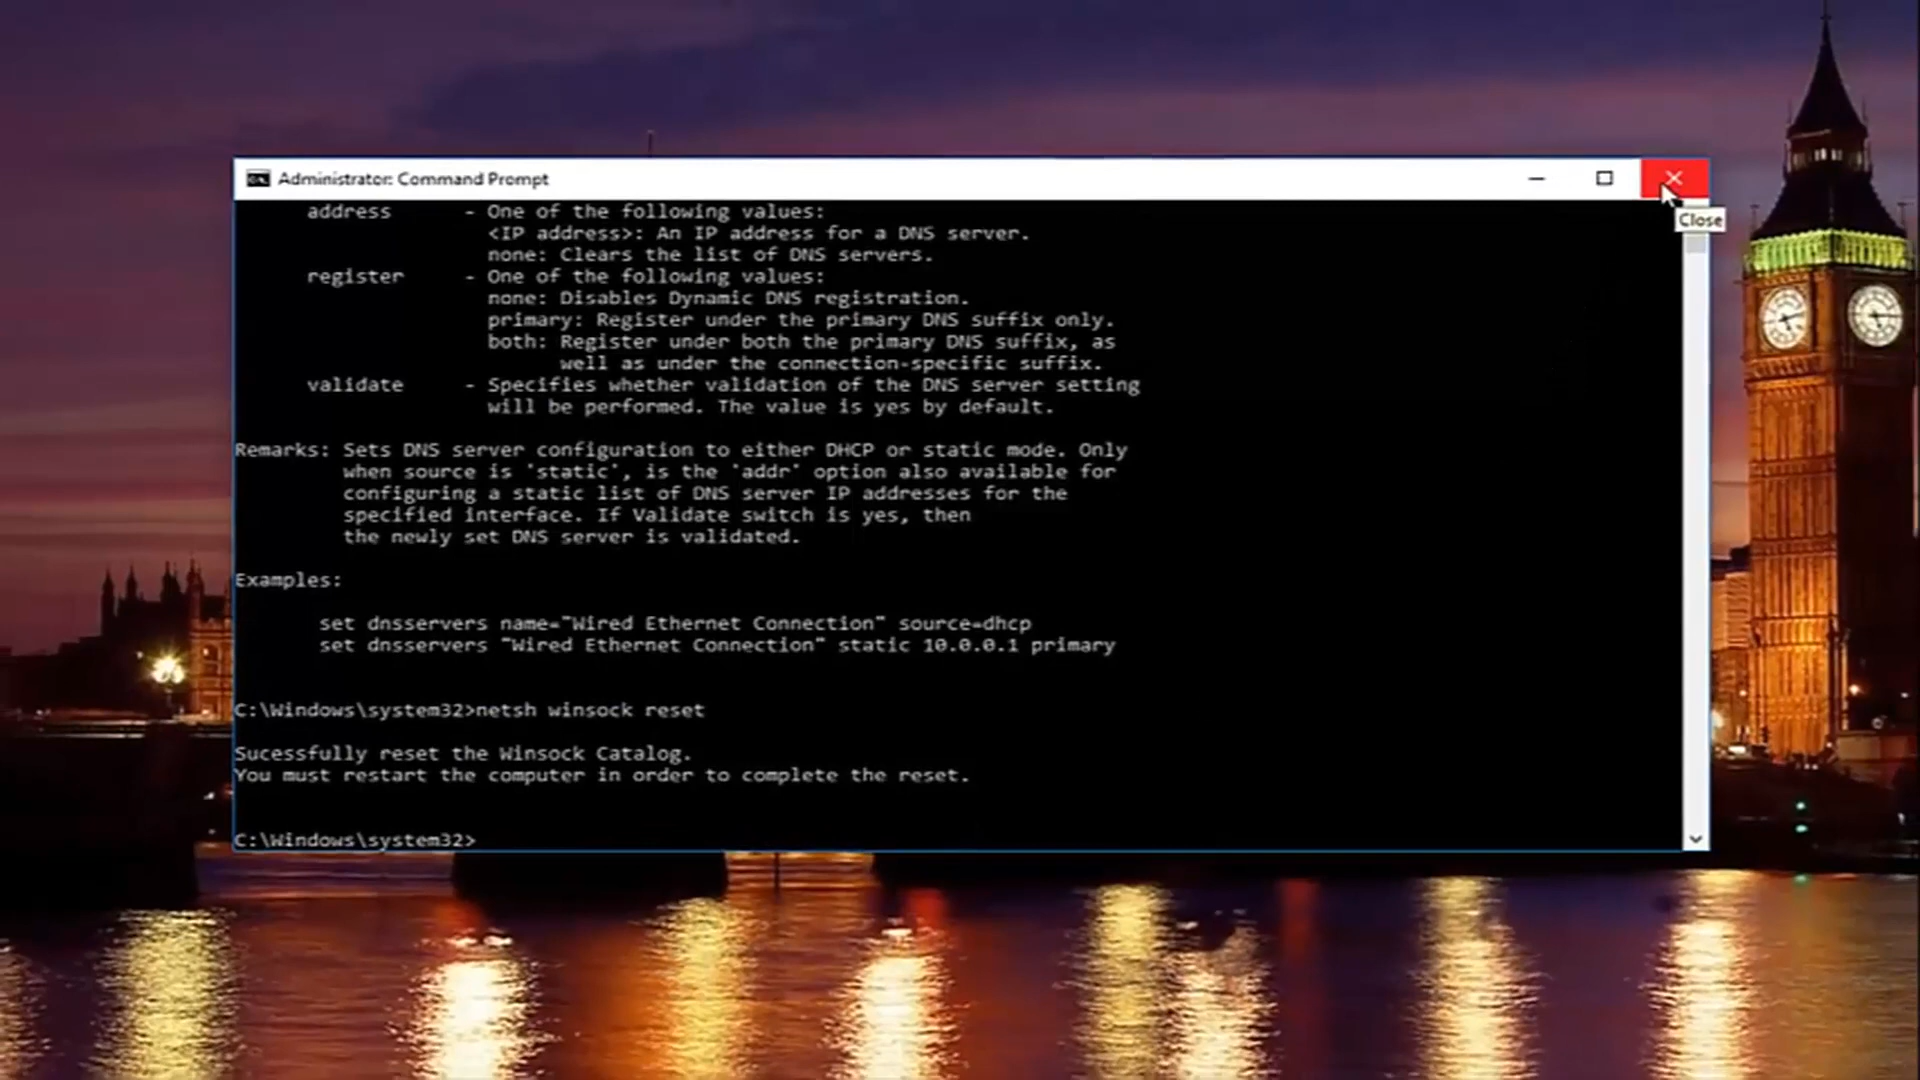 Administrator: Command Prompt
Close
address - One of the following values:
<IP address>: An IP address for a DNS server.
none: Clears the list of DNS servers.
register - One of the following values:
none: Disables Dynamic DNS registration.
primary: Register under the primary DNS suffix only.
both: Register under both the primary DNS suffix, as
well as under the connection-specific suffix.
validate - Specifies whether validation of the DNS server setting
will be performed. The value is yes by default.
Remarks: Sets DNS server configuration to either DHCP or static mode. Only
when source is 'static', is the 'addr' option also available for
configuring a static list of DNS server IP addresses for the
specified interface. If Validate switch is yes, then
the newly set DNS server is validated.
Examples:
set dnsservers name="Wired Ethernet Connection" source=dhcp
set dnsservers "Wired Ethernet Connection" static 10.0.0.1 primary
C:\Windows\system32>netsh winsock reset
Sucessfully reset the Winsock Catalog.
You must restart the computer in order to complete the reset.
C:\Windows\system32>